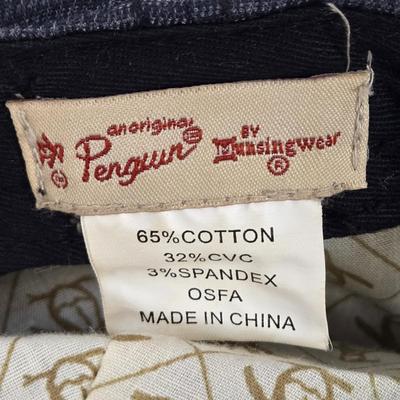 an original
Penguin
BY
Munsingwear
®
65%COTTON
32%CVC
3%SPANDEX
OSFA
MADE IN CHINA